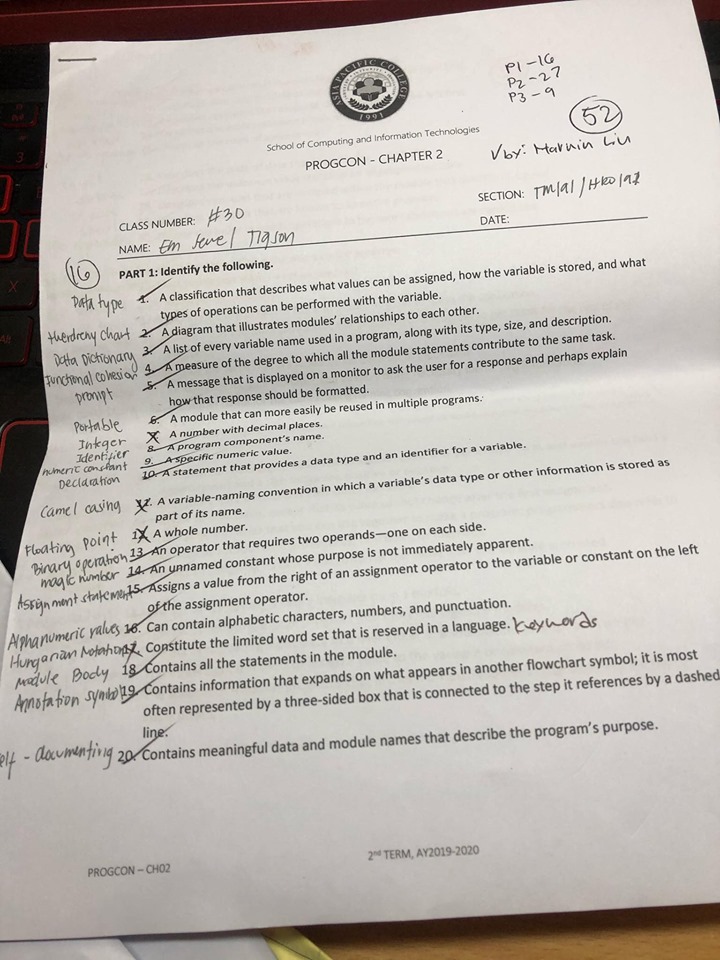 P1-16
P2-27
P3-9
52
ASIA PACIFIC COLLEGE
1991
School of Computing and Information Technologies
PROGCON - CHAPTER 2
by: Marvin Liu
CLASS NUMBER: #30
SECTION:
NAME: Em Jewel Tigson
DATE:
16
PART 1: Identify the following.
Data type 1. A classification that describes what values can be assigned, how the variable is stored, and what
types of operations can be performed with the variable.
chart 2. A diagram that illustrates modules' relationships to each other.
Data Dictionary 3. A list of every variable name used in a program, along with its type, size, and description.
Functional cohesion 4. A measure of the degree to which all the module statements contribute to the same task.
prompt 5. A message that is displayed on a monitor to ask the user for a response and perhaps explain
how that response should be formatted.
Portable 6. A module that can more easily be reused in multiple programs.
Integer A number with decimal places.
Identifier 8. A program component's name.
numeric constant 9. A specific numeric value.
Declaration 10. A statement that provides a data type and an identifier for a variable.
Camel casing 11. A variable-naming convention in which a variable's data type or other information is stored as
part of its name.
Floating point 12. A whole number.
Binary operation 13. An operator that requires two operands—one on each side.
magic number 14. An unnamed constant whose purpose is not immediately apparent.
Assignment statement 15. Assigns a value from the right of an assignment operator to the variable or constant on the left
of the assignment operator.
Alphanumeric values 16. Can contain alphabetic characters, numbers, and punctuation.
Hungarian Notation 17. Constitute the limited word set that is reserved in a language. keywords
Module Body 18. Contains all the statements in the module.
Annotation symbol 19. Contains information that expands on what appears in another flowchart symbol; it is most
often represented by a three-sided box that is connected to the step it references by a dashed
line.
elf - documenting 20. Contains meaningful data and module names that describe the program's purpose.
PROGCON – CH02
2nd TERM, AY2019-2020